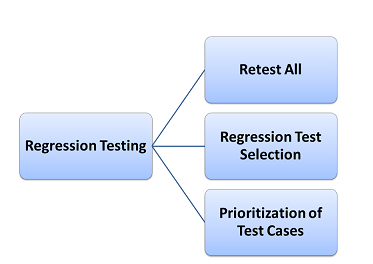 Retest All
Regression Testing
Regression Test
Selection
Prioritization of
Test Cases